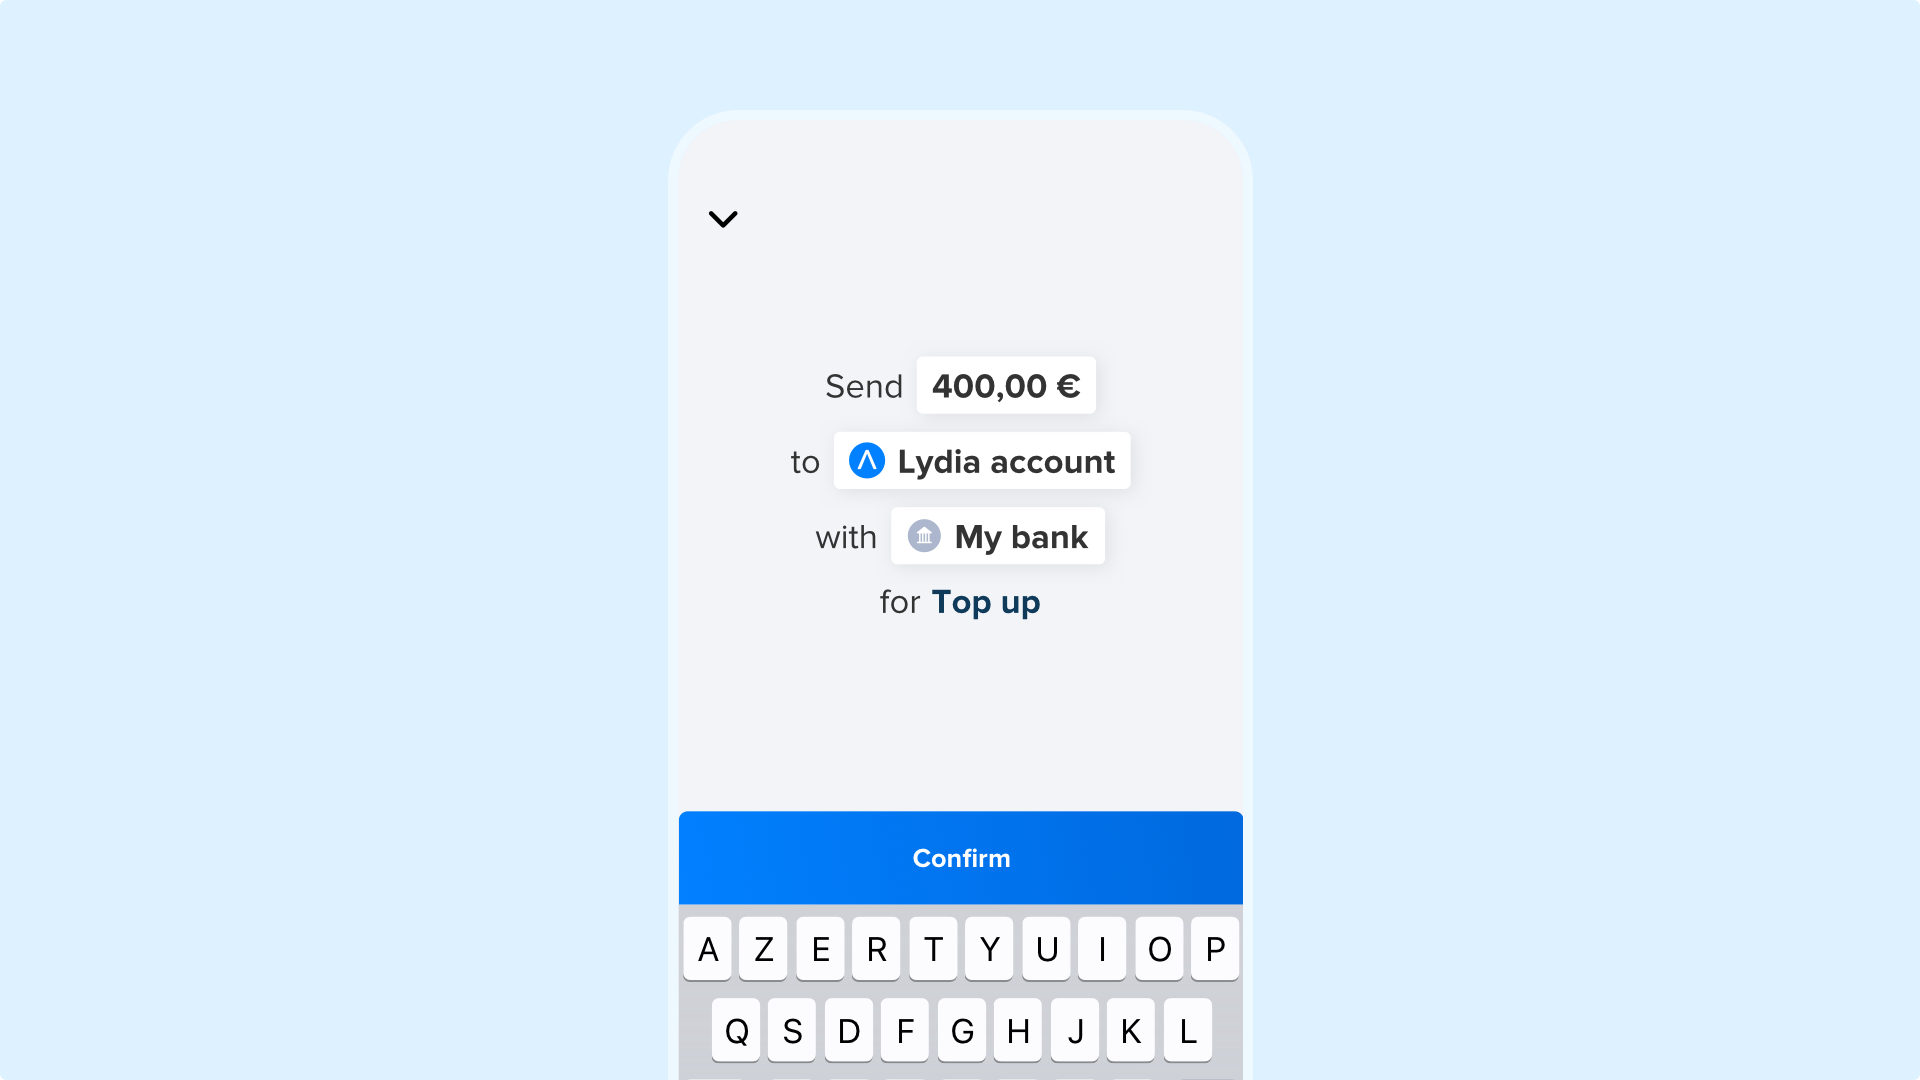 Send 400,00 €
to Lydia account
with My bank
for Top up
Confirm
A Z E R T Y U I O P
Q S D F G H J K L